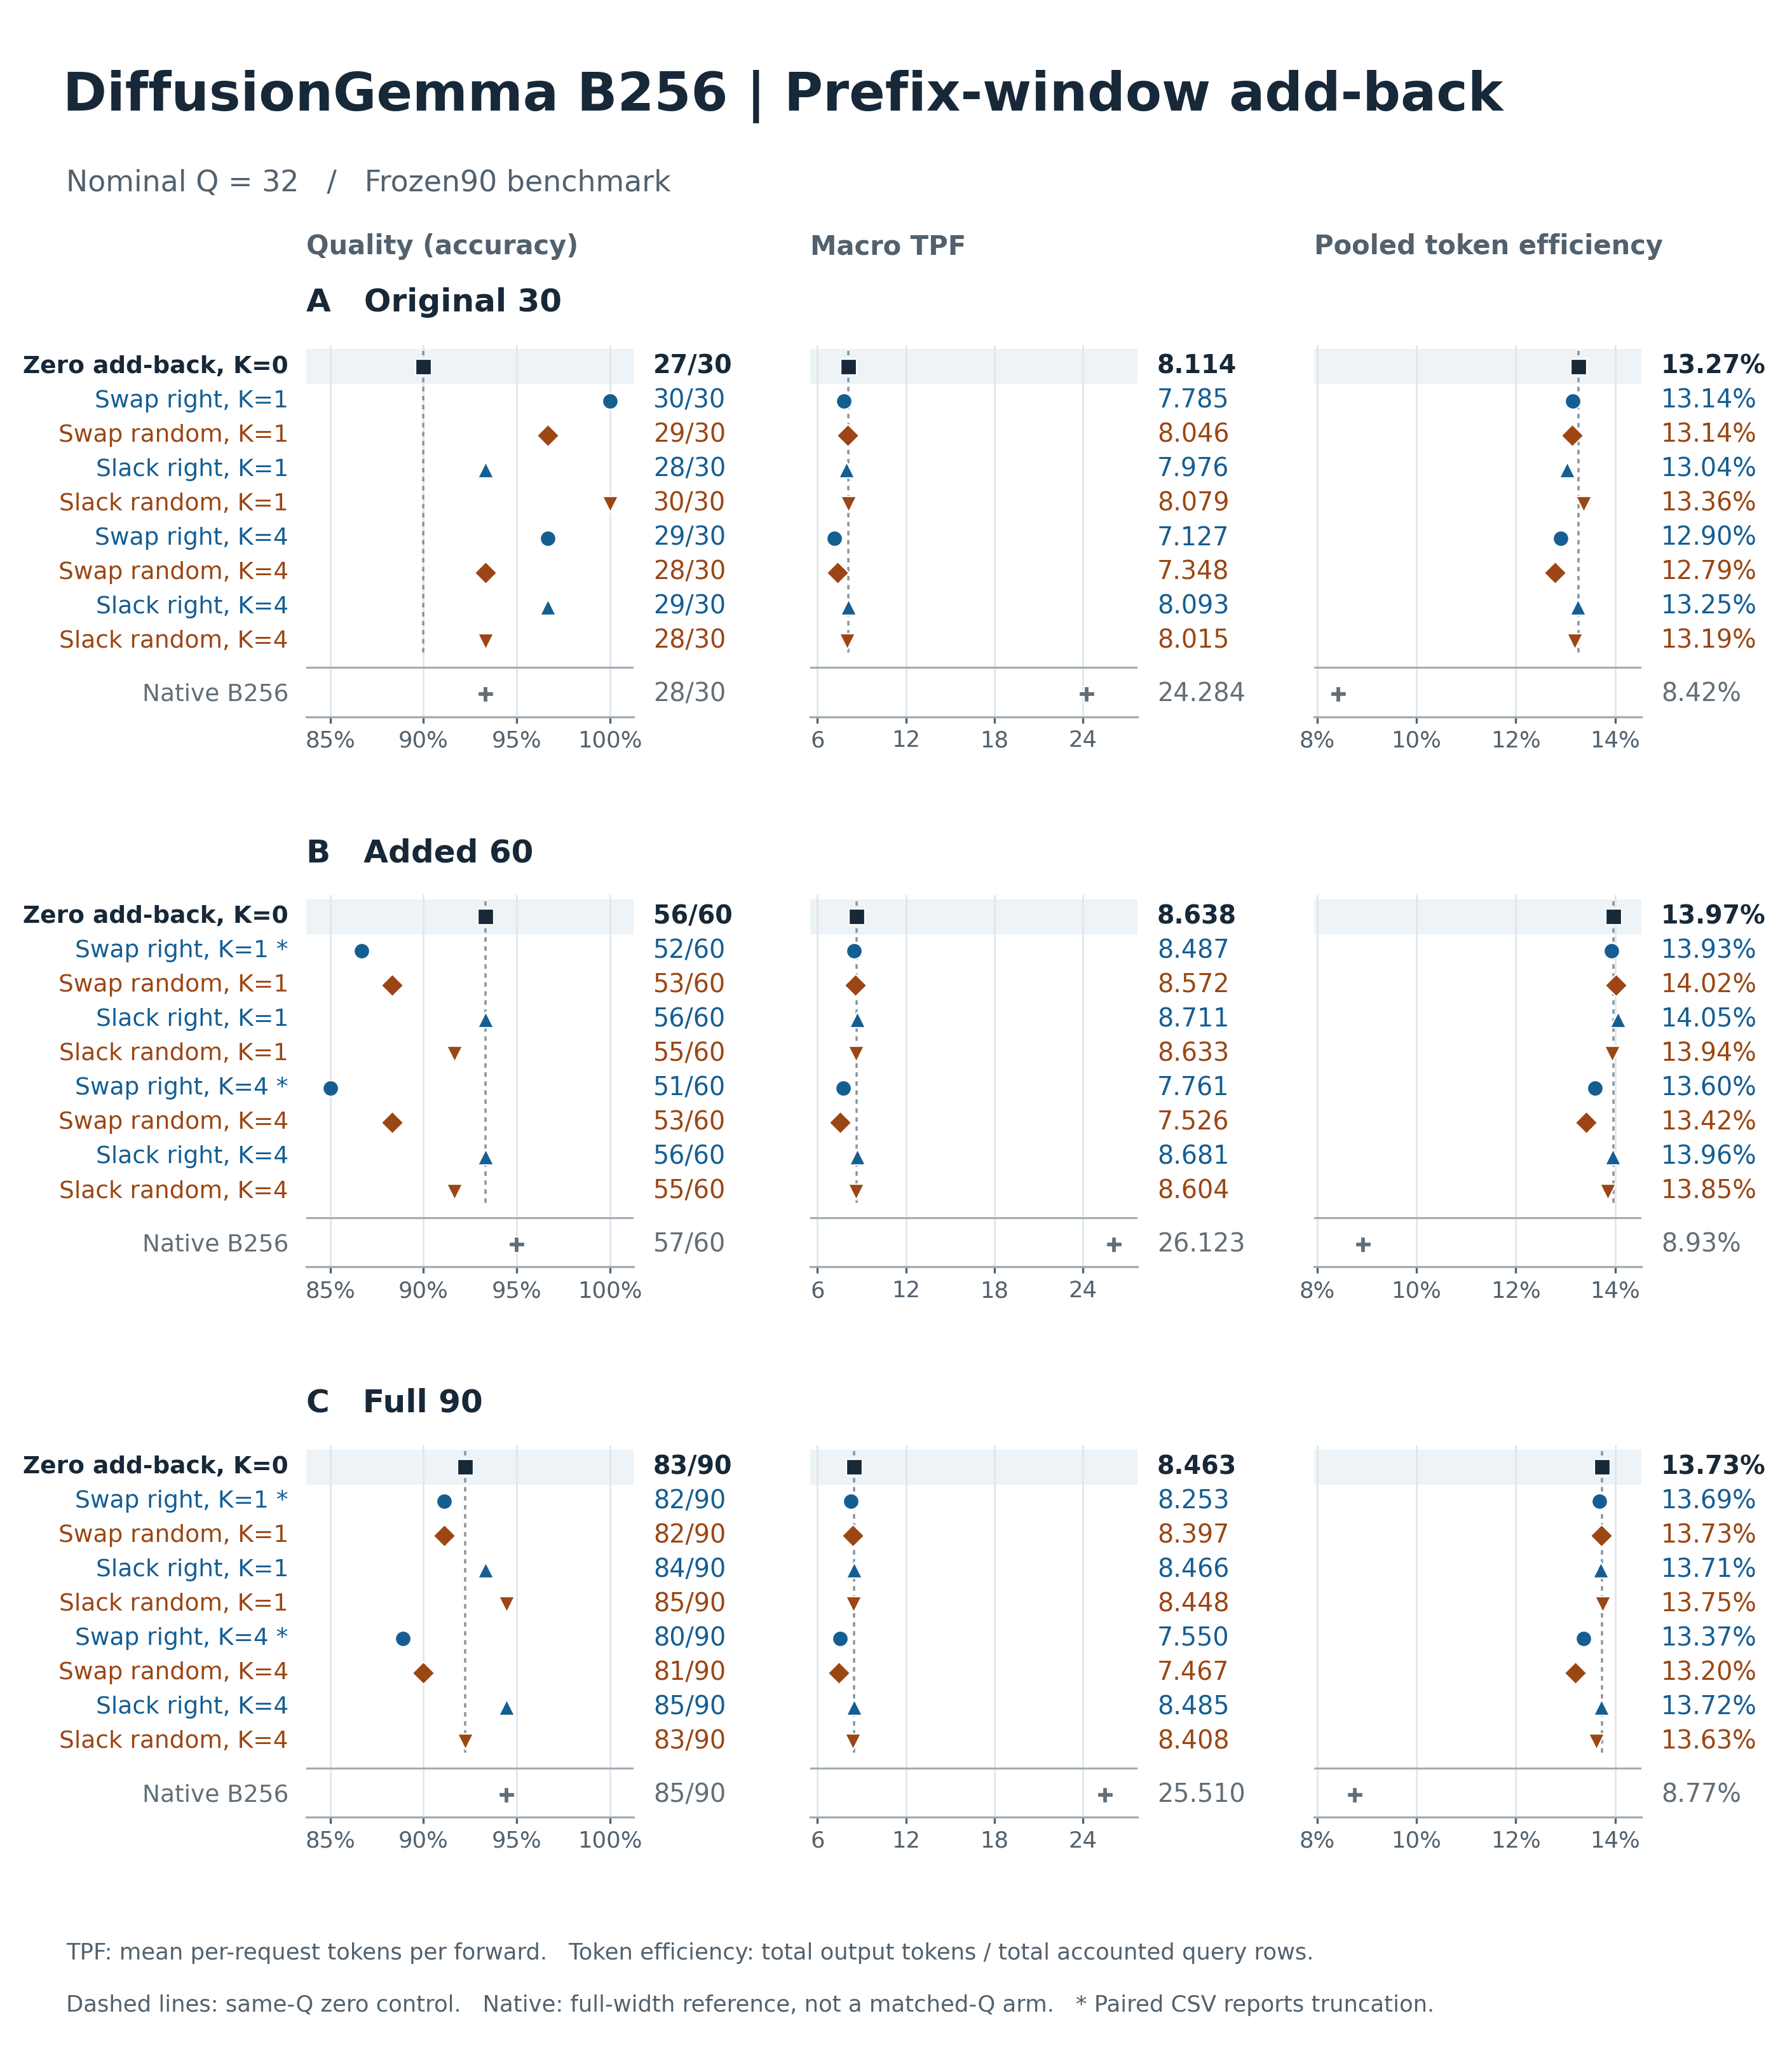 DiffusionGemma B256 | Prefix-window add-back
Nominal Q = 32 / Frozen90 benchmark
Quality (accuracy) Macro TPF Pooled token efficiency
A Original 30
Zero add-back, K=0 27/30 8.114 13.27%
Swap right, K=1 30/30 7.785 13.14%
Swap random, K=1 29/30 8.046 13.14%
Slack right, K=1 28/30 7.976 13.04%
Slack random, K=1 30/30 8.079 13.36%
Swap right, K=4 29/30 7.127 12.90%
Swap random, K=4 28/30 7.348 12.79%
Slack right, K=4 29/30 8.093 13.25%
Slack random, K=4 28/30 8.015 13.19%
Native B256 28/30 24.284 8.42%
85% 90% 95% 100% 6 12 18 24 8% 10% 12% 14%
B Added 60
Zero add-back, K=0 56/60 8.638 13.97%
Swap right, K=1 * 52/60 8.487 13.93%
Swap random, K=1 53/60 8.572 14.02%
Slack right, K=1 56/60 8.711 14.05%
Slack random, K=1 55/60 8.633 13.94%
Swap right, K=4 * 51/60 7.761 13.60%
Swap random, K=4 53/60 7.526 13.42%
Slack right, K=4 56/60 8.681 13.96%
Slack random, K=4 55/60 8.604 13.85%
Native B256 57/60 26.123 8.93%
85% 90% 95% 100% 6 12 18 24 8% 10% 12% 14%
C Full 90
Zero add-back, K=0 83/90 8.463 13.73%
Swap right, K=1 * 82/90 8.253 13.69%
Swap random, K=1 82/90 8.397 13.73%
Slack right, K=1 84/90 8.466 13.71%
Slack random, K=1 85/90 8.448 13.75%
Swap right, K=4 * 80/90 7.550 13.37%
Swap random, K=4 81/90 7.467 13.20%
Slack right, K=4 85/90 8.485 13.72%
Slack random, K=4 83/90 8.408 13.63%
Native B256 85/90 25.510 8.77%
85% 90% 95% 100% 6 12 18 24 8% 10% 12% 14%
TPF: mean per-request tokens per forward. Token efficiency: total output tokens / total accounted query rows.
Dashed lines: same-Q zero control. Native: full-width reference, not a matched-Q arm. * Paired CSV reports truncation.